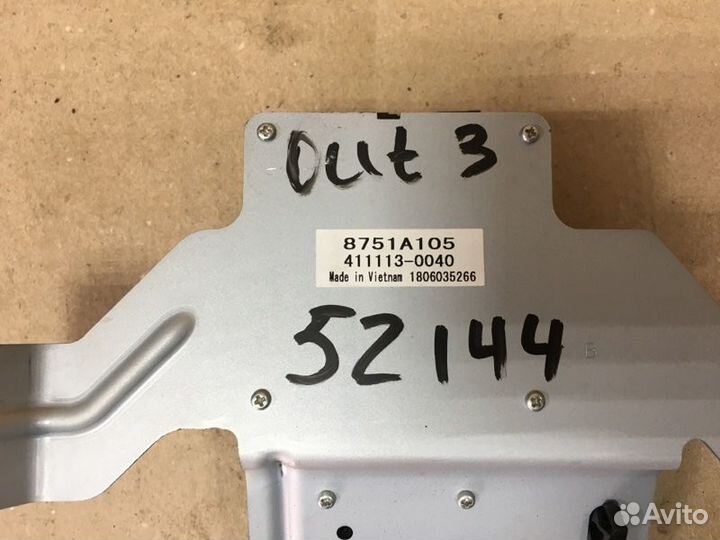 Out 3
8751A105
411113-0040
Made in Vietnam 1806035266
52144
B
Avito